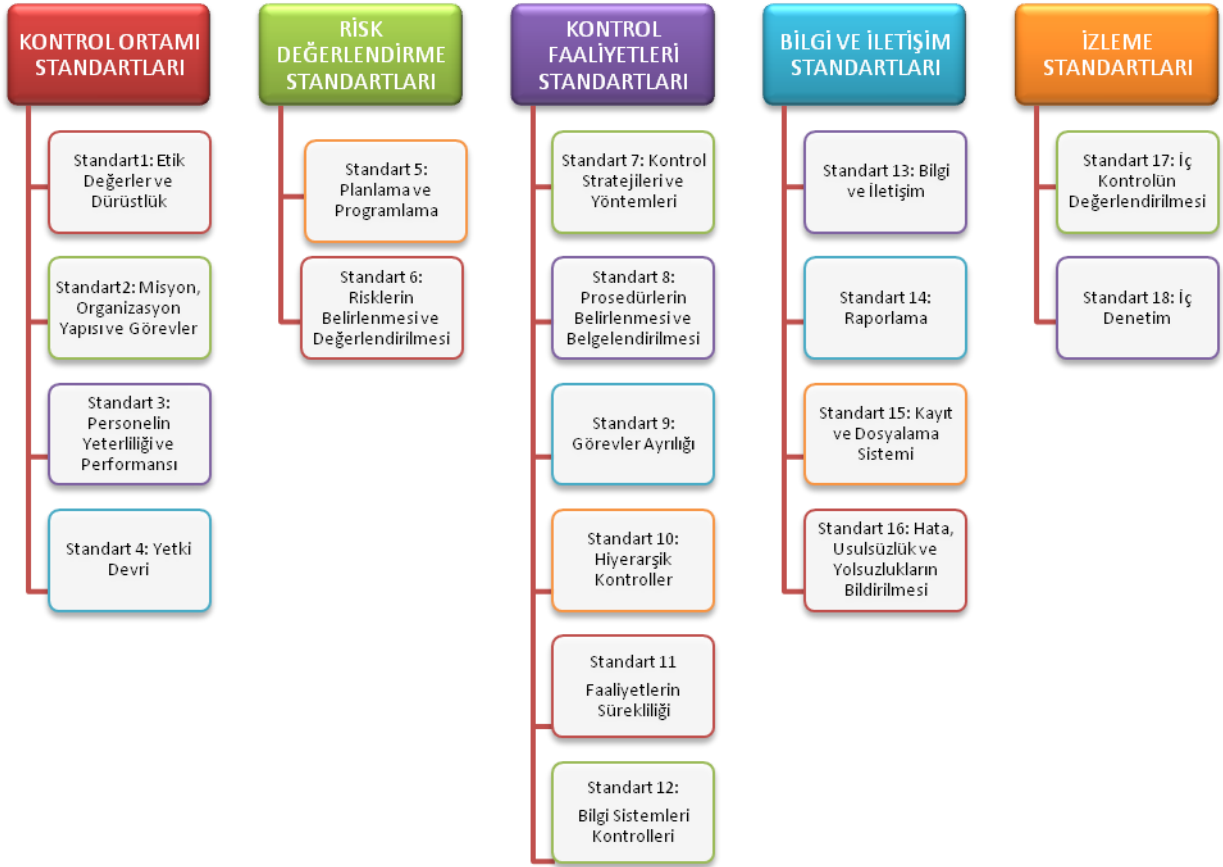 KONTROL ORTAMI
STANDARTLARI
Standart1: Etik
Değerler ve
Dürüstlük
Standart2: Misyon,
Organizasyon
Yapısı ve Görevler
Standart 3:
Personelin
Yeterliliği ve
Performansı
Standart 4: Yetki
Devri
RİSK
DEĞERLENDİRME
STANDARTLARI
Standart 5:
Planlama ve
Programlama
Standart 6:
Risklerin
Belirlenmesi ve
Değerlendirilmesi
KONTROL
FAALİYETLERİ
STANDARTLARI
Standart 7: Kontrol
Stratejileri ve
Yöntemleri
Standart 8:
Prosedürlerin
Belirlenmesi ve
Belgelendirilmesi
Standart 9:
Görevler Ayrılığı
Standart 10:
Hiyerarşik
Kontroller
Standart 11
Faaliyetlerin
Sürekliliği
Standart 12:
Bilgi Sistemleri
Kontrolleri
BİLGİ VE İLETİŞİM
STANDARTLARI
Standart 13: Bilgi
ve İletişim
Standart 14:
Raporlama
Standart 15: Kayıt
ve Dosyalama
Sistemi
Standart 16: Hata,
Usulsüzlük ve
Yolsuzlukların
Bildirilmesi
İZLEME
STANDARTLARI
Standart 17: İç
Kontrolün
Değerlendirilmesi
Standart 18: İç
Denetim